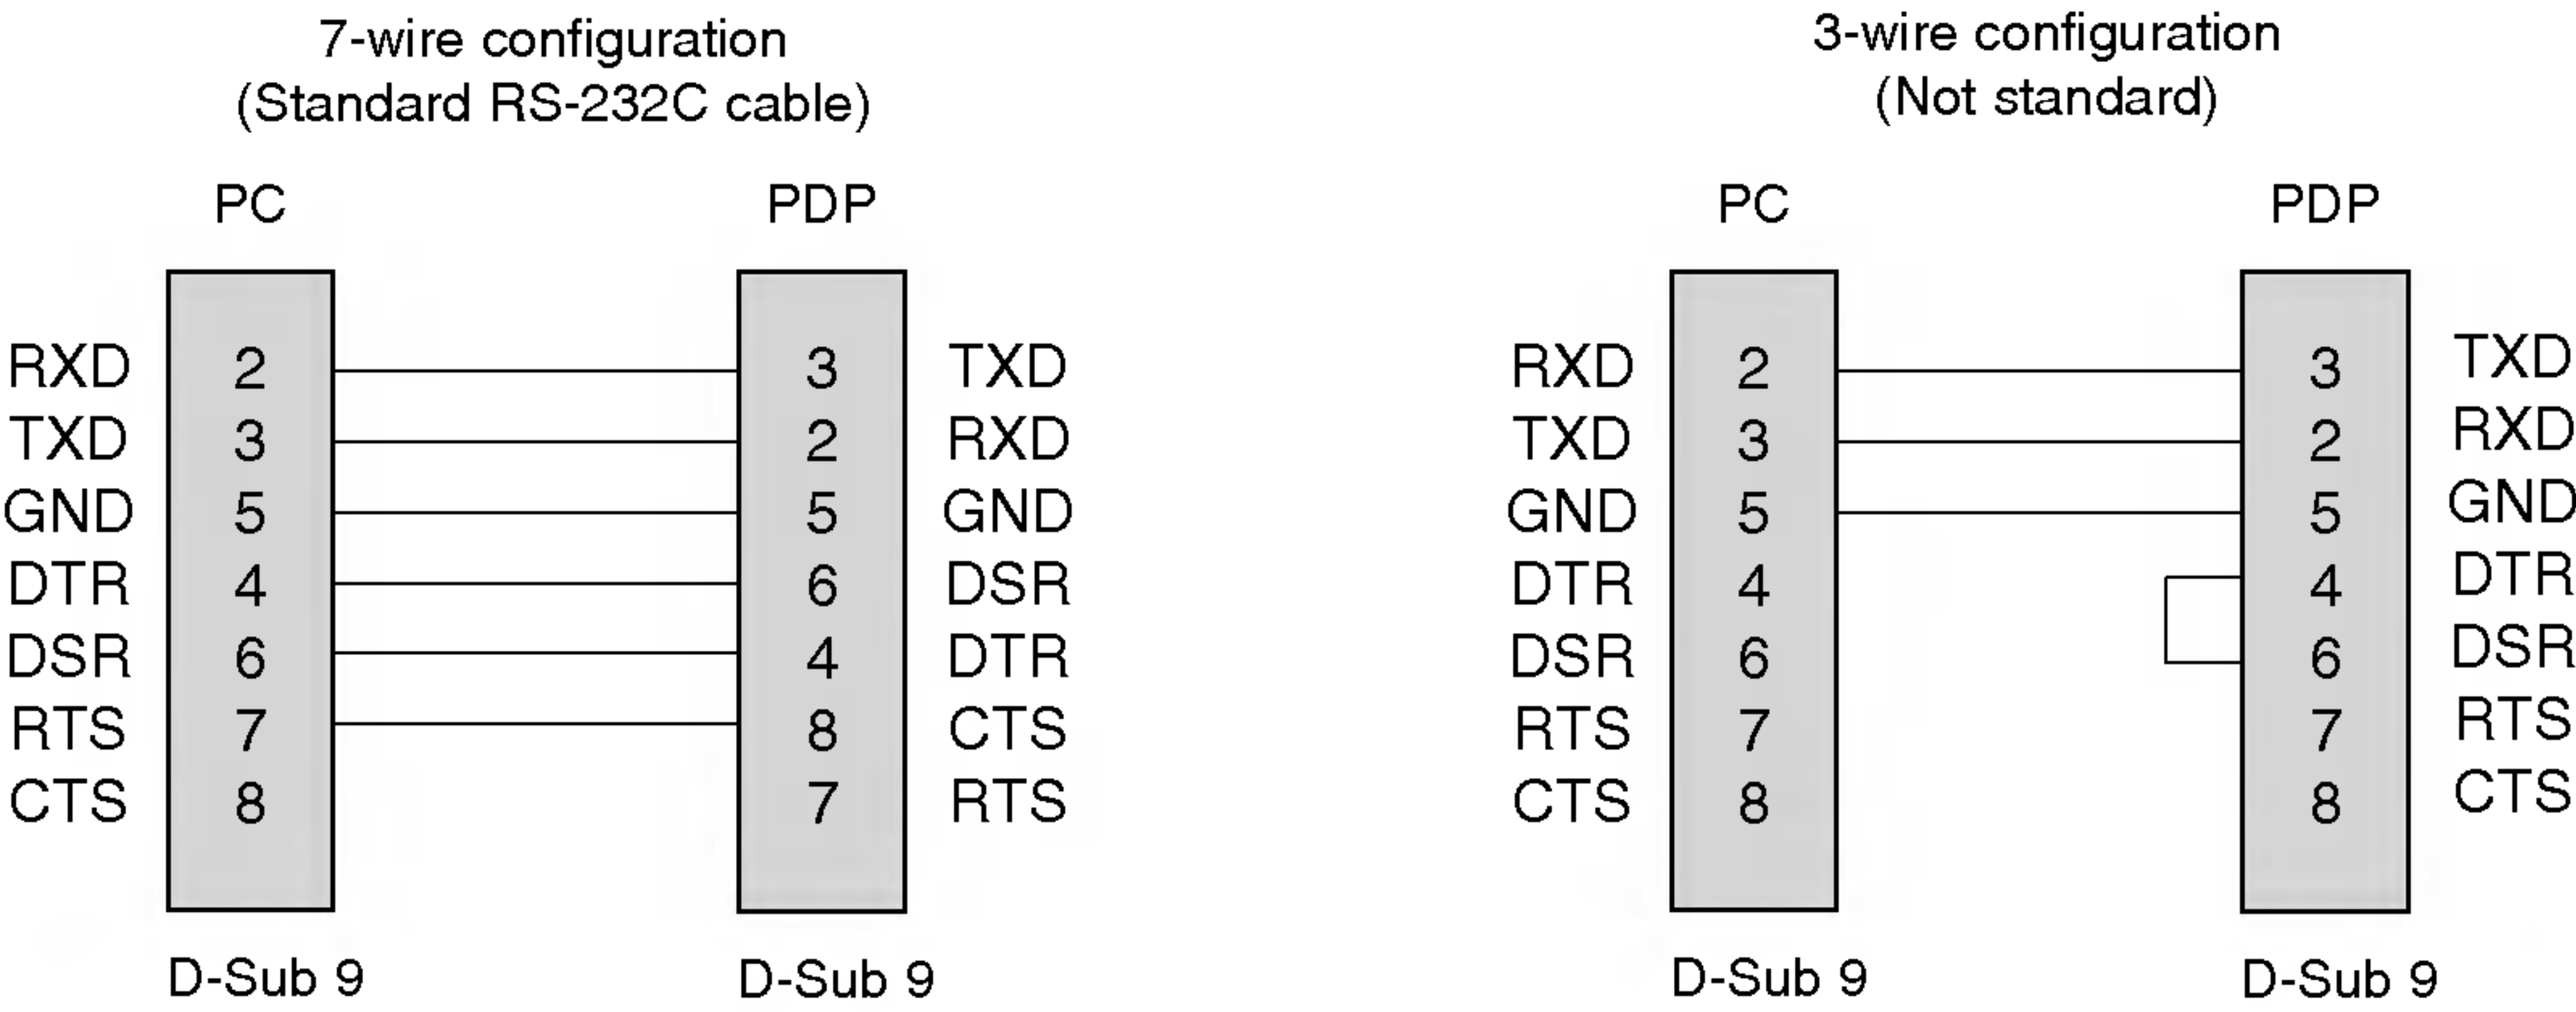 7-wire configuration
(Standard RS-232C cable)
PC PDP
RXD 2 3 TXD
TXD 3 2 RXD
GND 5 5 GND
DTR 4 6 DSR
DSR 6 4 DTR
RTS 7 8 CTS
CTS 8 7 RTS
D-Sub 9 D-Sub 9
3-wire configuration
(Not standard)
PC PDP
RXD 2 3 TXD
TXD 3 2 RXD
GND 5 5 GND
DTR 4 4 DTR
DSR 6 6 DSR
RTS 7 7 RTS
CTS 8 8 CTS
D-Sub 9 D-Sub 9